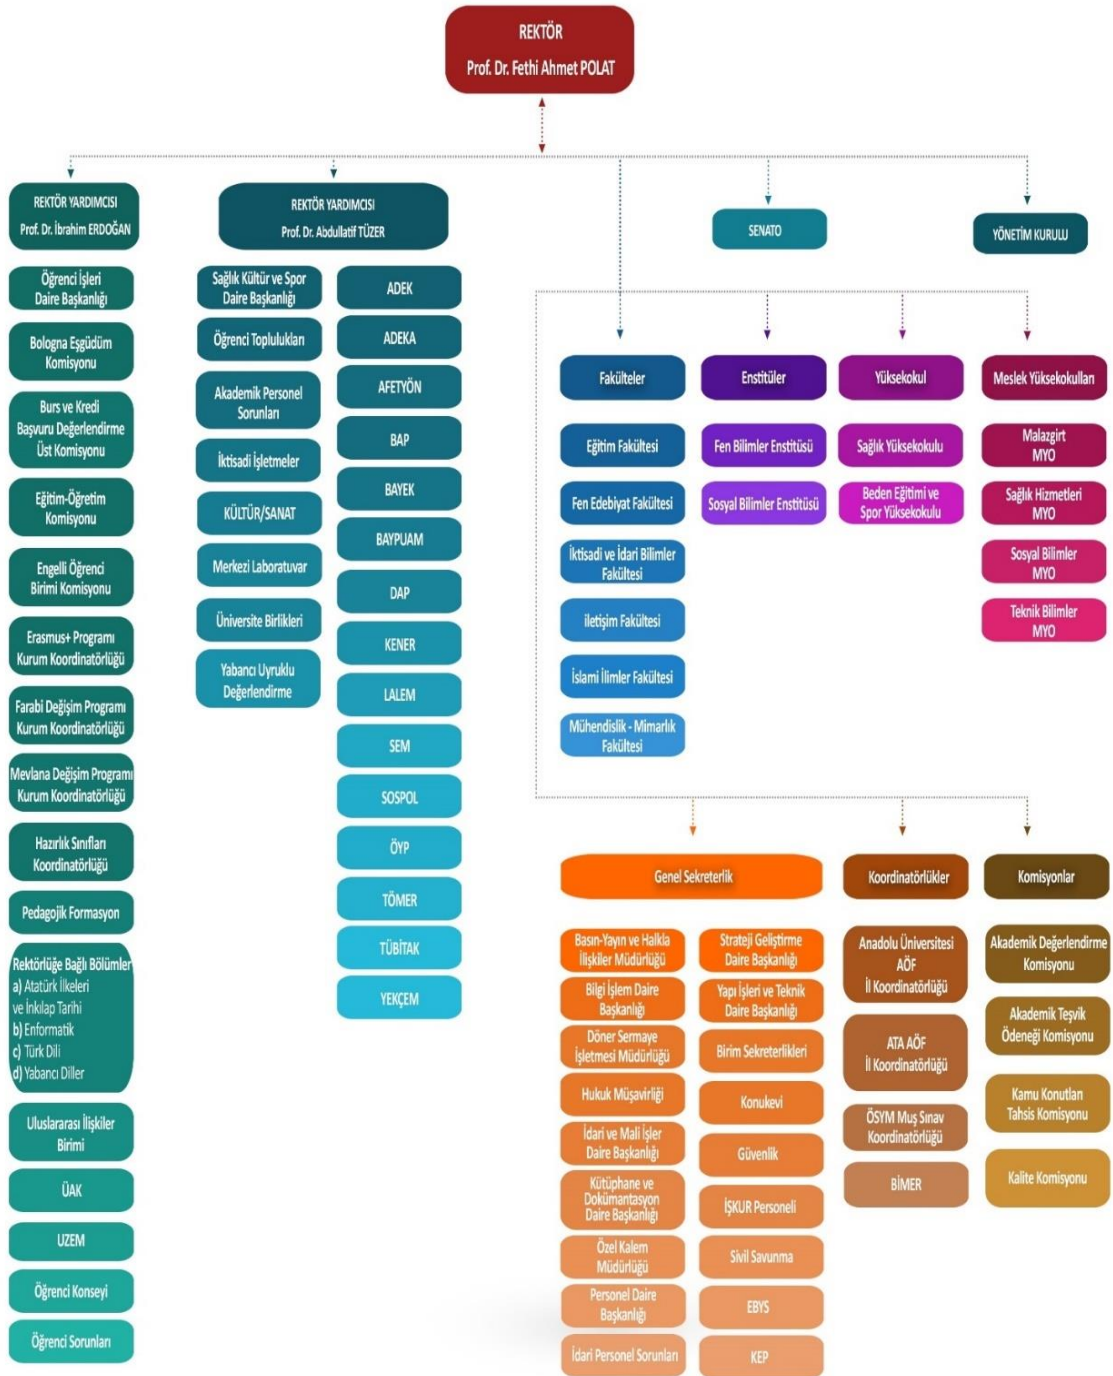 REKTÖR
Prof. Dr. Fethi Ahmet POLAT
REKTÖR YARDIMCISI
Prof. Dr. İbrahim ERDOĞAN
Öğrenci İşleri
Daire Başkanlığı
Bologna Eşgüdüm
Komisyonu
Burs ve Kredi
Başvuru Değerlendirme
Üst Komisyonu
Eğitim-Öğretim
Komisyonu
Engelli Öğrenci
Birimi Komisyonu
Erasmus+ Programı
Kurum Koordinatörlüğü
Farabi Değişim Programı
Kurum Koordinatörlüğü
Mevlana Değişim Programı
Kurum Koordinatörlüğü
Hazırlık Sınıfları
Koordinatörlüğü
Pedagojik Formasyon
Rektörlüğe Bağlı Bölümler
a) Atatürk İlkeleri
ve İnkılap Tarihi
b) Enformatik
c) Türk Dili
d) Yabancı Diller
Uluslararası İlişkiler
Birimi
ÜAK
UZEM
Öğrenci Konseyi
Öğrenci Sorunları
REKTÖR YARDIMCISI
Prof. Dr. Abdullatif TÜZER
Sağlık Kültür ve Spor
Daire Başkanlığı
Öğrenci Toplulukları
Akademik Personel
Sorunları
İktisadi İşletmeler
KÜLTÜR/SANAT
Merkezi Laboratuvar
Üniversite Birlikleri
Yabancı Uyruklu
Değerlendirme
ADEK
ADEKA
AFETYÖN
BAP
BAYEK
BAYPUAM
DAP
KENER
LALEM
SEM
SOSPOL
ÖYP
TÖMER
TÜBİTAK
YEKÇEM
SENATO
YÖNETİM KURULU
Fakülteler
Eğitim Fakültesi
Fen Edebiyat Fakültesi
İktisadi ve İdari Bilimler
Fakültesi
iletişim Fakültesi
İslami İlimler Fakültesi
Mühendislik - Mimarlık
Fakültesi
Enstitüler
Fen Bilimler Enstitüsü
Sosyal Bilimler Enstitüsü
Yüksekokul
Sağlık Yüksekokulu
Beden Eğitimi ve
Spor Yüksekokulu
Meslek Yüksekokulları
Malazgirt
MYO
Sağlık Hizmetleri
MYO
Sosyal Bilimler
MYO
Teknik Bilimler
MYO
Genel Sekreterlik
Basın-Yayın ve Halkla
İlişkiler Müdürlüğü
Bilgi İşlem Daire
Başkanlığı
Döner Sermaye
İşletmesi Müdürlüğü
Hukuk Müşavirliği
İdari ve Mali İşler
Daire Başkanlığı
Kütüphane ve
Dokümantasyon
Daire Başkanlığı
Özel Kalem
Müdürlüğü
Personel Daire
Başkanlığı
İdari Personel Sorunları
Strateji Geliştirme
Daire Başkanlığı
Yapı İşleri ve Teknik
Daire Başkanlığı
Birim Sekreterlikleri
Konukevi
Güvenlik
İŞKUR Personeli
Sivil Savunma
EBYS
KEP
Koordinatörlükler
Anadolu Üniversitesi
AÖF
İl Koordinatörlüğü
ATA AÖF
İl Koordinatörlüğü
ÖSYM Muş Sınav
Koordinatörlüğü
BİMER
Komisyonlar
Akademik Değerlendirme
Komisyonu
Akademik Teşvik
Ödeneği Komisyonu
Kamu Konutları
Tahsis Komisyonu
Kalite Komisyonu